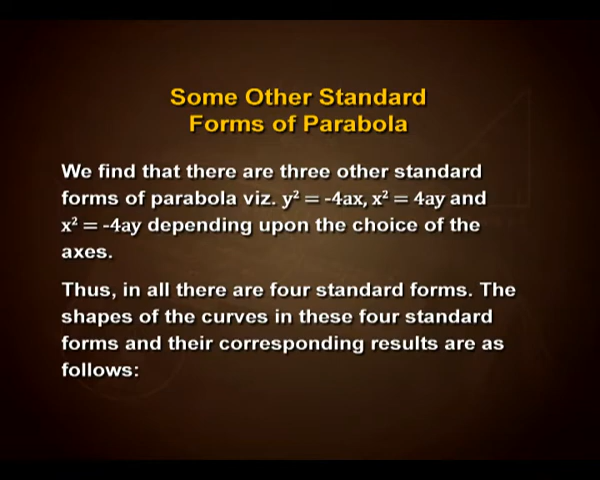 Some Other Standard
Forms of Parabola
We find that there are three other standard
forms of parabola viz. y² = -4ax, x² = 4ay and
x² = -4ay depending upon the choice of the
axes.
Thus, in all there are four standard forms. The
shapes of the curves in these four standard
forms and their corresponding results are as
follows: